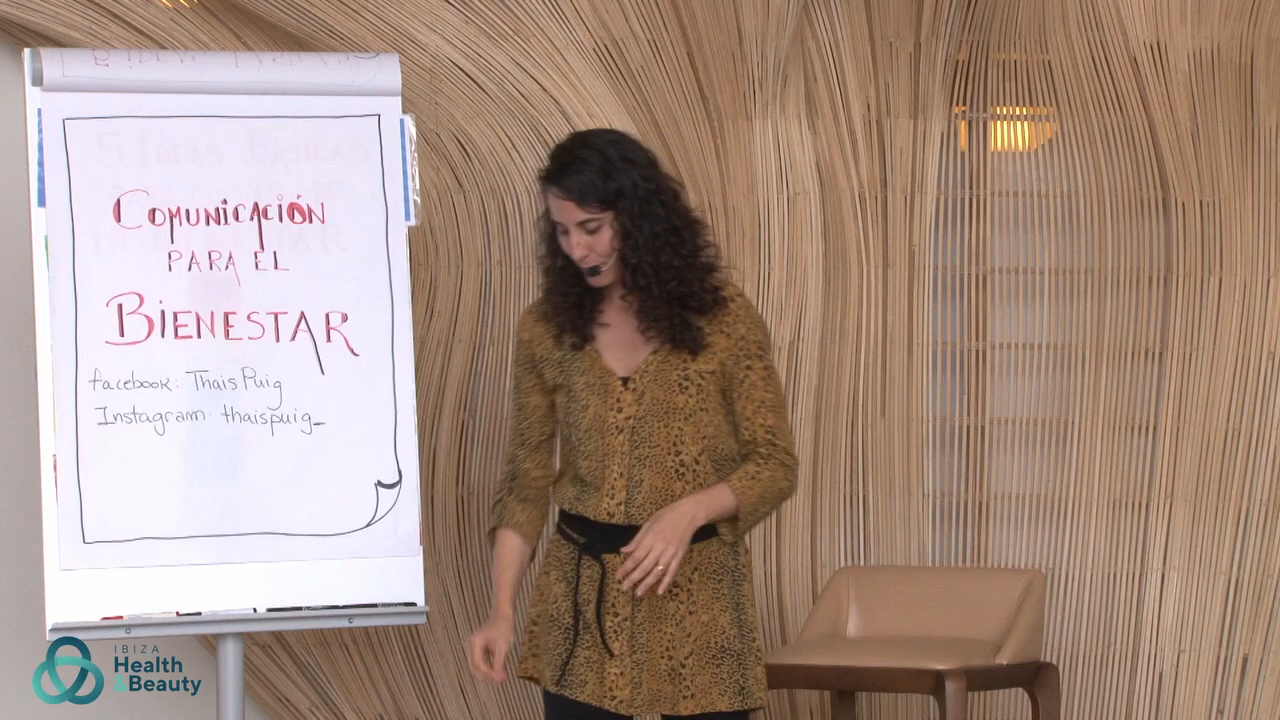 COMUNICACIÓN
PARA EL
BIENESTAR
facebook: Thais Puig
Instagram: thaispuig_
IBIZA
Health
&Beauty